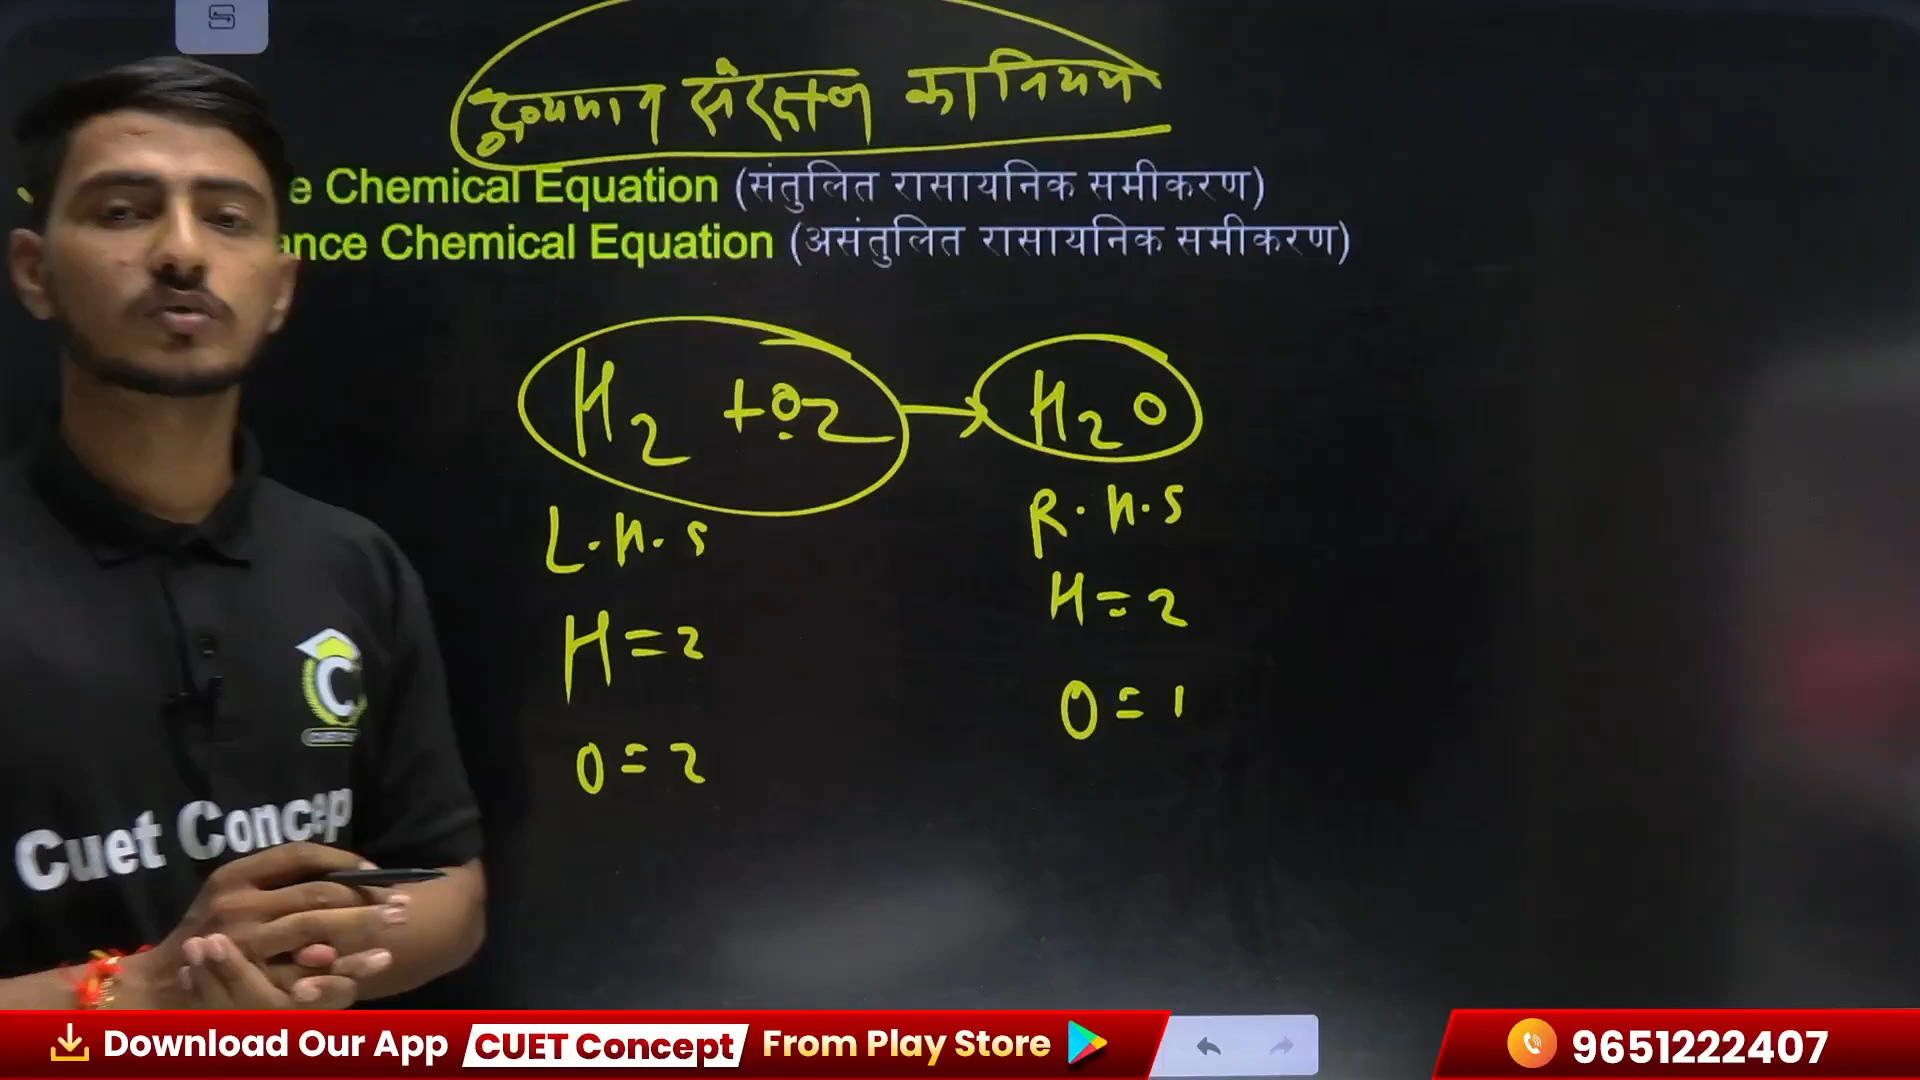 द्रव्यमान संरक्षण का नियम
e Chemical Equation (संतुलित रासायनिक समीकरण)
ance Chemical Equation (असंतुलित रासायनिक समीकरण)
H2 + O2 → H2O
L.H.S
R.H.S
H = 2
H = 2
O = 2
O = 1
C
Cuet Concep
Download Our App CUET Concept From Play Store
9651222407